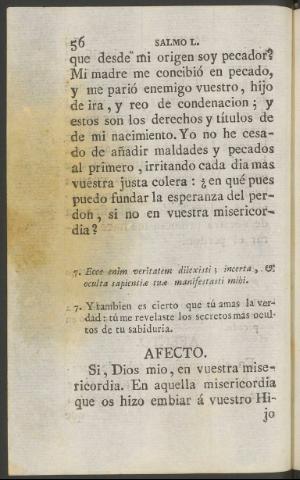 56 SALMO L.
que desde mi origen soy pecador?
Mi madre me concibió en pecado,
y me parió enemigo vuestro, hijo
de ira, y reo de condenacion; y
estos son los derechos y títulos de
de mi nacimiento. Yo no he cesa-
do de añadir maldades y pecados
al primero, irritando cada dia mas
vuestra justa colera: ¿en qué pues
puedo fundar la esperanza del per-
don, si no en vuestra misericor-
dia?
7. Ecce enim veritatem dilexisti; incerta, &
oculta sapientiæ tuæ manifestasti mihi.
7. Y tambien es cierto que tú amas la ver-
dad: tú me revelaste los secretos mas ocul-
tos de tu sabiduria.
AFECTO.
Si, Dios mio, en vuestra mise-
ricordia. En aquella misericordia
que os hizo embiar á vuestro Hi-
jo